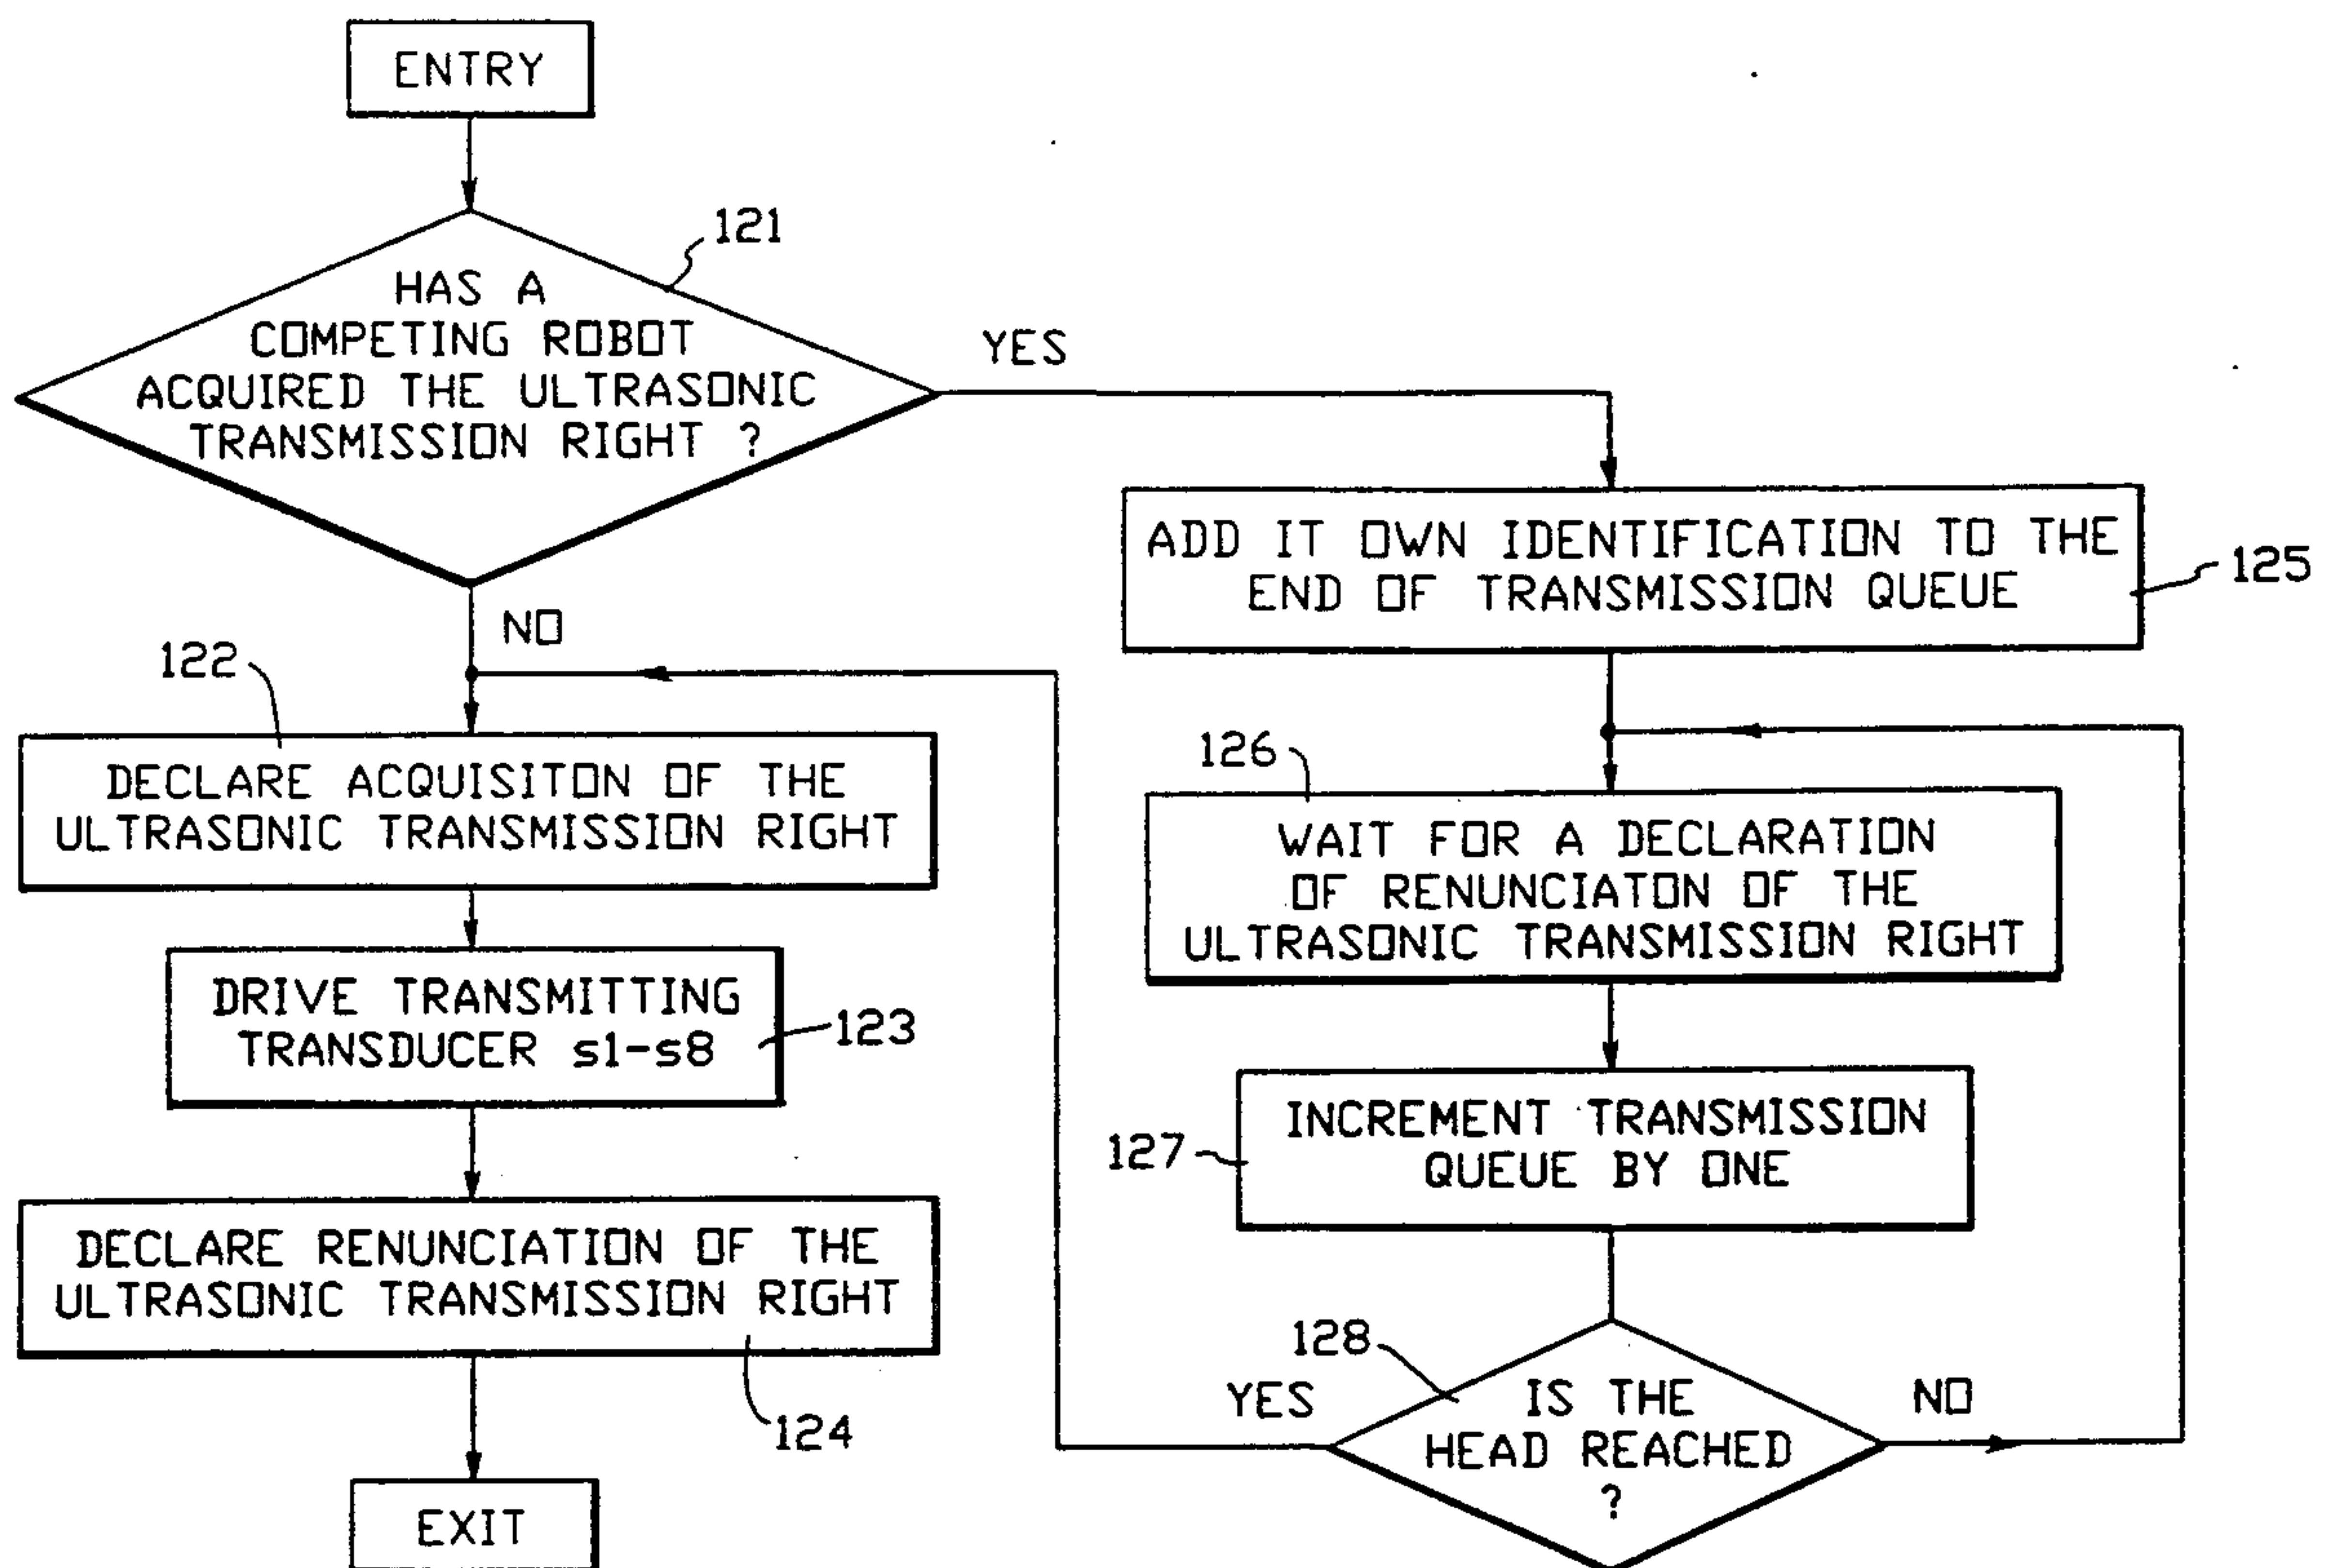 ENTRY
121
HAS A
COMPETING ROBOT
ACQUIRED THE ULTRASONIC
TRANSMISSION RIGHT ?
YES
NO
122
DECLARE ACQUISITON OF THE
ULTRASONIC TRANSMISSION RIGHT
DRIVE TRANSMITTING
TRANSDUCER s1-s8
123
DECLARE RENUNCIATION OF THE
ULTRASONIC TRANSMISSION RIGHT
124
EXIT
ADD IT OWN IDENTIFICATION TO THE
END OF TRANSMISSION QUEUE
125
126
WAIT FOR A DECLARATION
OF RENUNCIATON OF THE
ULTRASONIC TRANSMISSION RIGHT
127
INCREMENT TRANSMISSION
QUEUE BY ONE
128
IS THE
HEAD REACHED
?
YES
NO